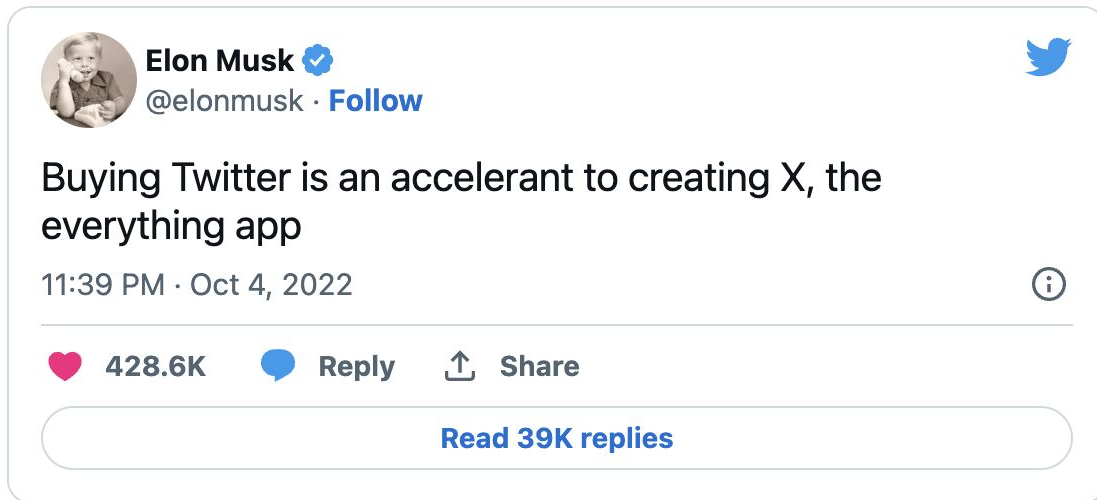 Elon Musk
@elonmusk · Follow
Buying Twitter is an accelerant to creating X, the
everything app
11:39 PM · Oct 4, 2022
428.6K Reply Share
Read 39K replies